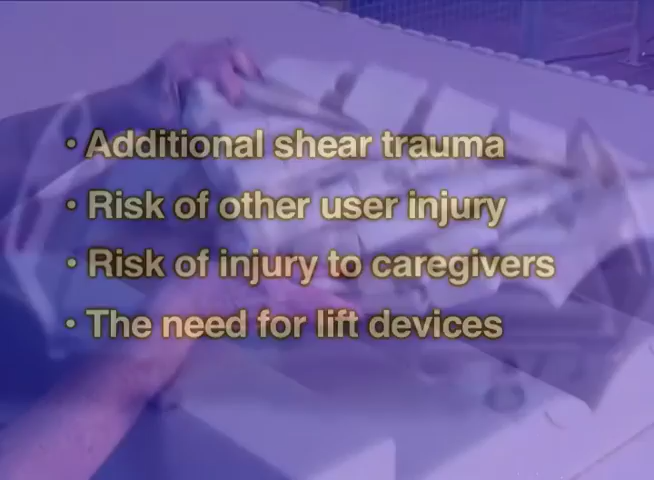 • Additional shear trauma
• Risk of other user injury
• Risk of injury to caregivers
• The need for lift devices